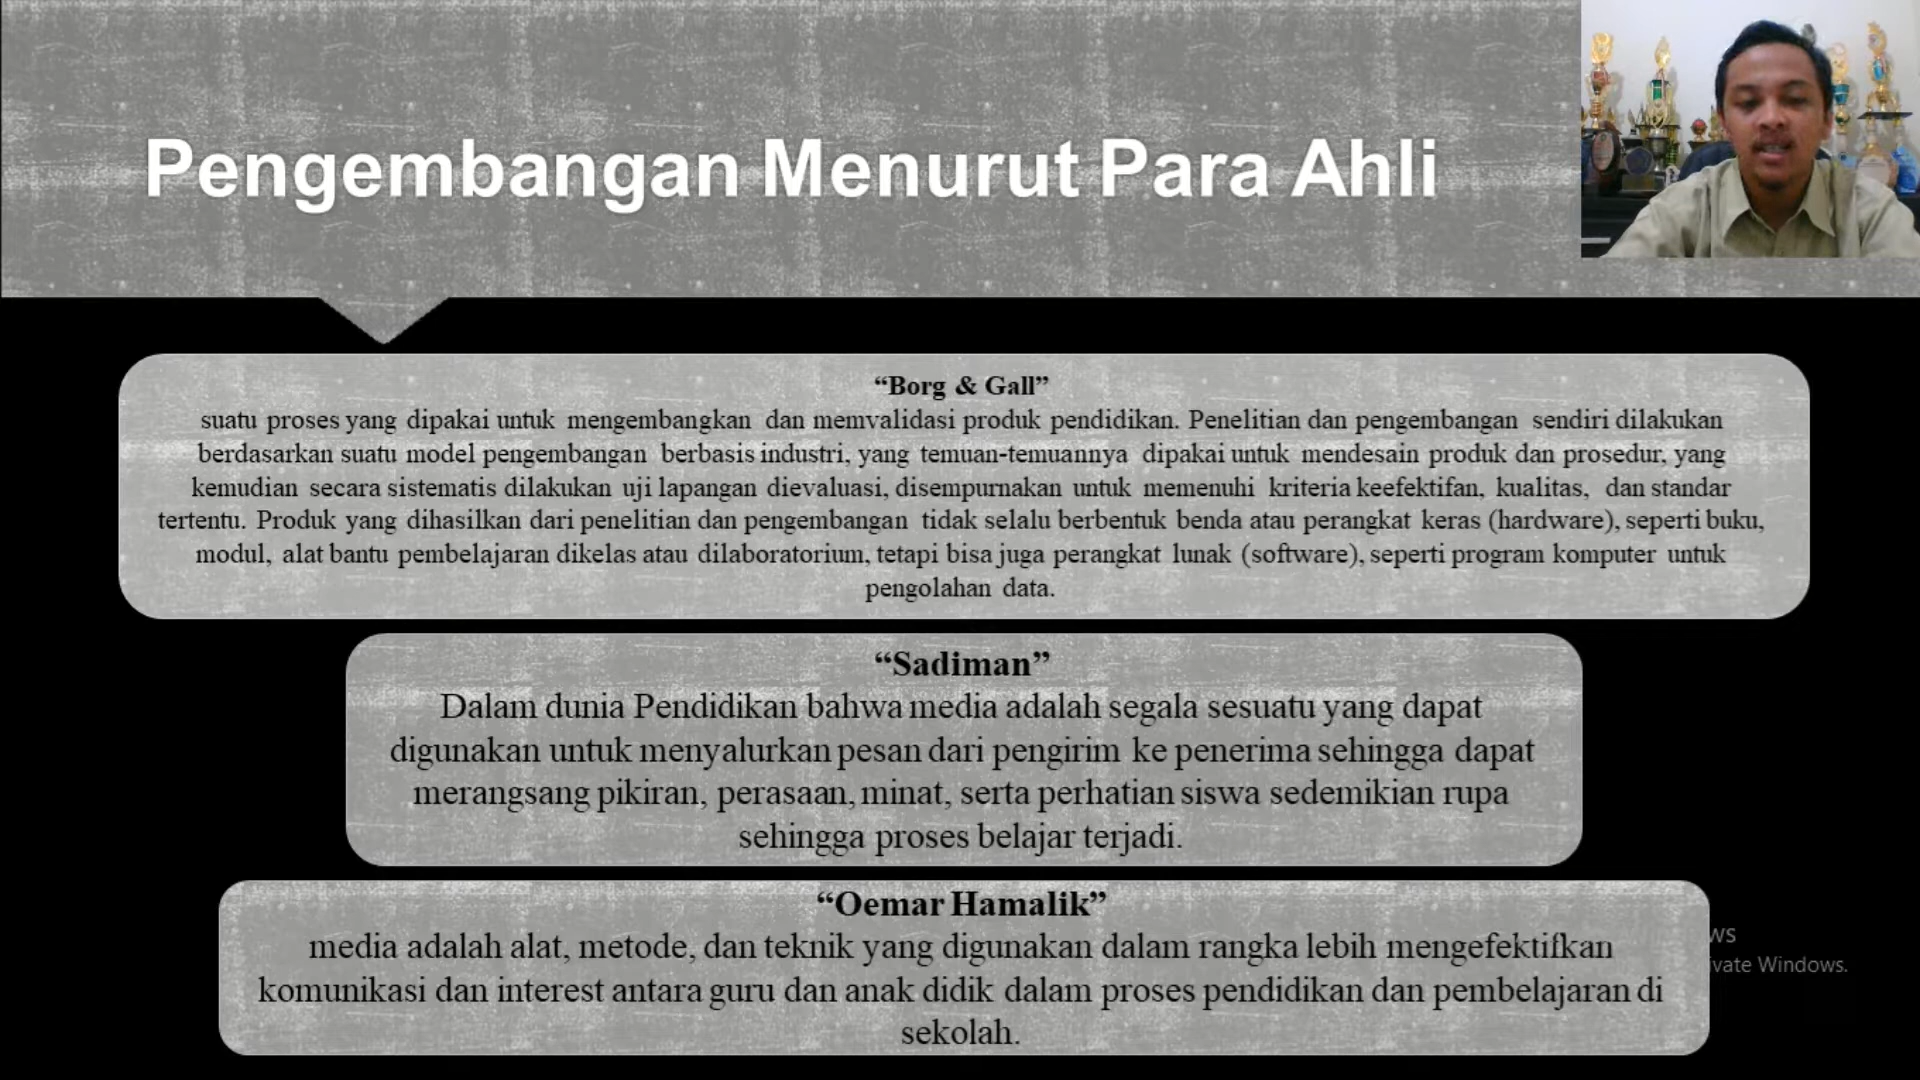 Pengembangan Menurut Para Ahli
“Borg & Gall”
suatu proses yang dipakai untuk mengembangkan dan memvalidasi produk pendidikan. Penelitian dan pengembangan sendiri dilakukan
berdasarkan suatu model pengembangan berbasis industri, yang temuan-temuannya dipakai untuk mendesain produk dan prosedur, yang
kemudian secara sistematis dilakukan uji lapangan dievaluasi, disempurnakan untuk memenuhi kriteria keefektifan, kualitas, dan standar
tertentu. Produk yang dihasilkan dari penelitian dan pengembangan tidak selalu berbentuk benda atau perangkat keras (hardware), seperti buku,
modul, alat bantu pembelajaran dikelas atau dilaboratorium, tetapi bisa juga perangkat lunak (software), seperti program komputer untuk
pengolahan data.
“Sadiman”
Dalam dunia Pendidikan bahwa media adalah segala sesuatu yang dapat
digunakan untuk menyalurkan pesan dari pengirim ke penerima sehingga dapat
merangsang pikiran, perasaan, minat, serta perhatian siswa sedemikian rupa
sehingga proses belajar terjadi.
“Oemar Hamalik”
media adalah alat, metode, dan teknik yang digunakan dalam rangka lebih mengefektifkan
komunikasi dan interest antara guru dan anak didik dalam proses pendidikan dan pembelajaran di
sekolah.
Windows.